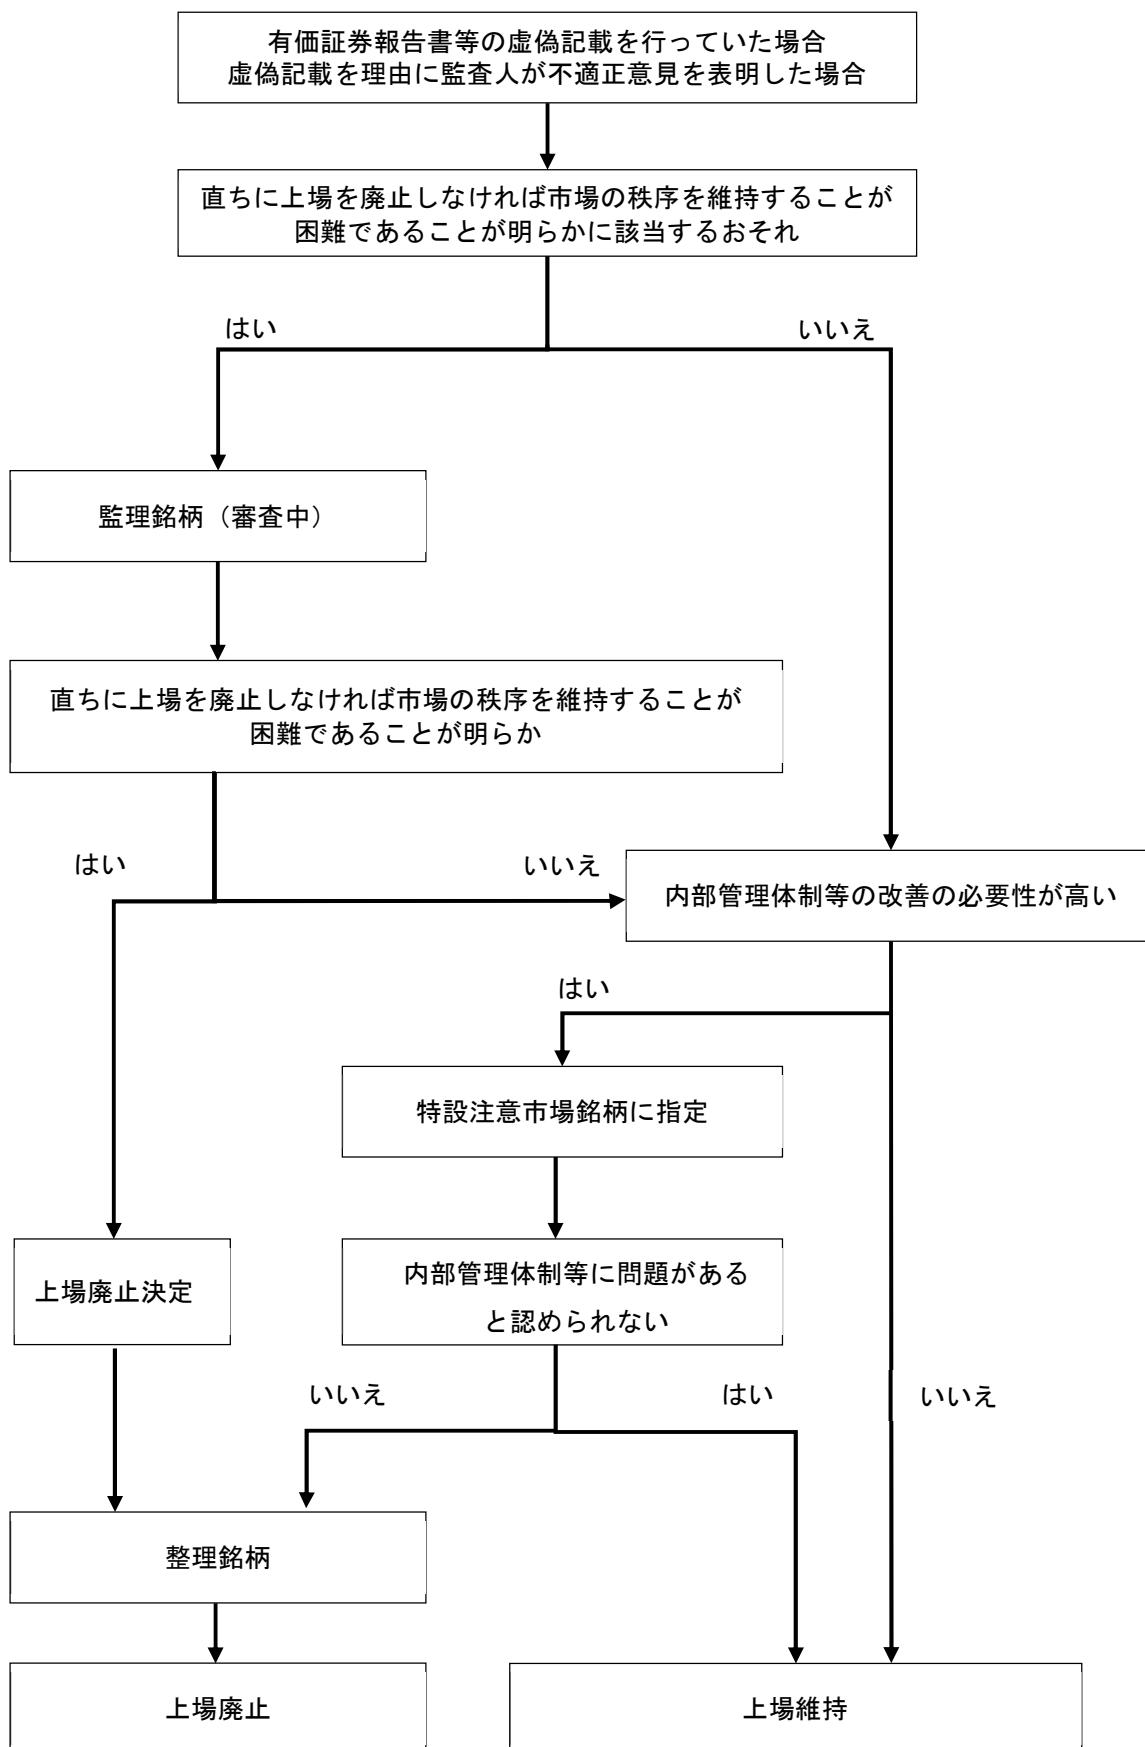 有価証券報告書等の虚偽記載を行っていた場合
虚偽記載を理由に監査人が不適正意見を表明した場合
直ちに上場を廃止しなければ市場の秩序を維持することが
困難であることが明らかに該当するおそれ
はい
いいえ
監理銘柄（審査中）
直ちに上場を廃止しなければ市場の秩序を維持することが
困難であることが明らか
はい
いいえ
内部管理体制等の改善の必要性が高い
はい
特設注意市場銘柄に指定
上場廃止決定
内部管理体制等に問題がある
と認められない
いいえ
はい
いいえ
整理銘柄
上場廃止
上場維持